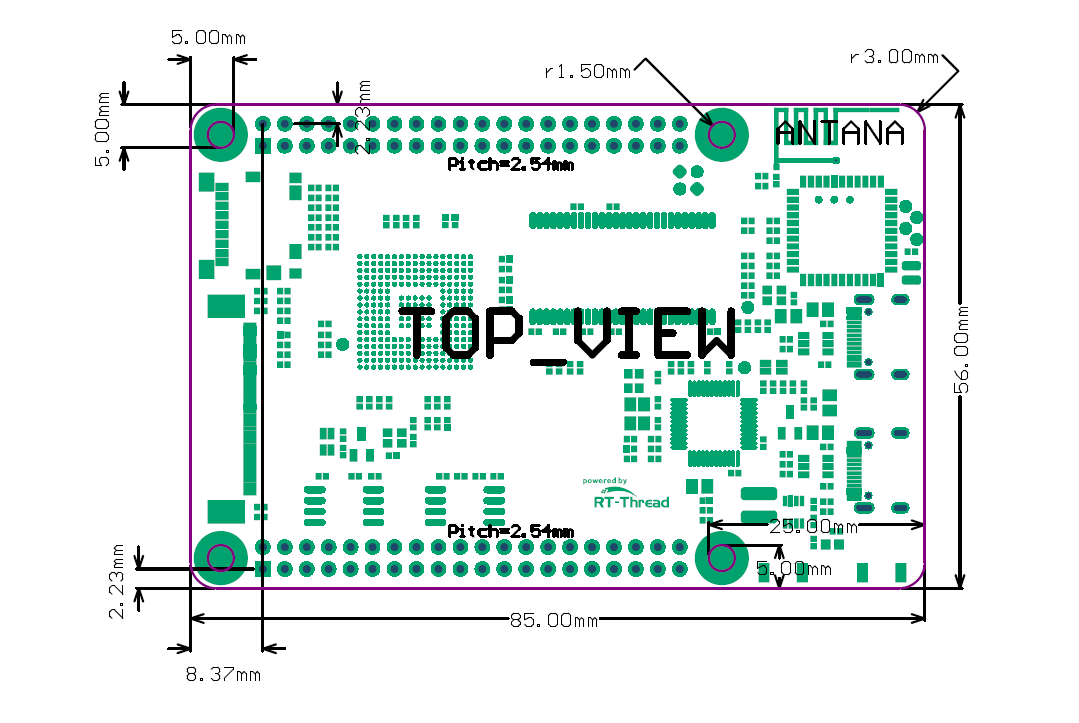 5.00mm
r3.00mm
r1.50mm
2.23mm
5.00mm
ANTANA
Pitch=2.54mm
TOP_VIEW
56.00mm
powered by
RT-Thread
Pitch=2.54mm
25.00mm
5.00mm
2.23mm
85.00mm
8.37mm